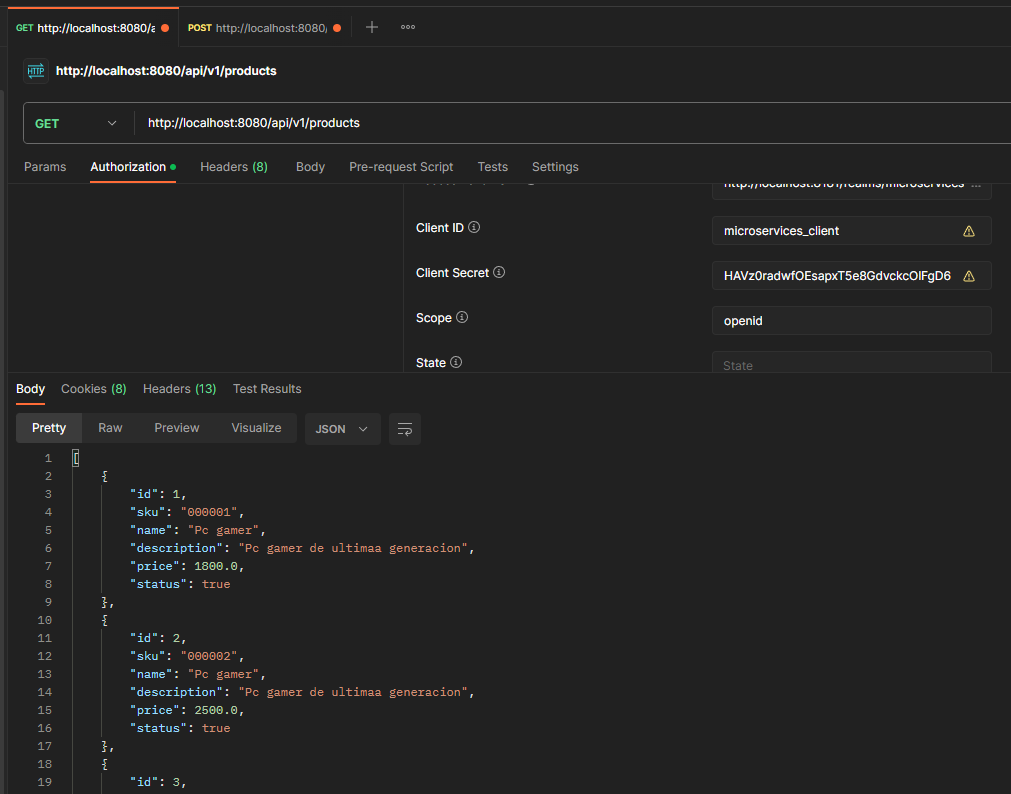 GET http://localhost:8080/a POST http://localhost:8080/
HTTP http://localhost:8080/api/v1/products
GET http://localhost:8080/api/v1/products
Params Authorization Headers (8) Body Pre-request Script Tests Settings
http://localhost:8181/realms/microservices ...
Client ID microservices_client
Client Secret HAVz0radwfOEsapxT5e8GdvckcOlFgD6
Scope openid
State State
Body Cookies (8) Headers (13) Test Results
Pretty Raw Preview Visualize JSON
1 [
2 {
3 "id": 1,
4 "sku": "000001",
5 "name": "Pc gamer",
6 "description": "Pc gamer de ultimaa generacion",
7 "price": 1800.0,
8 "status": true
9 },
10 {
11 "id": 2,
12 "sku": "000002",
13 "name": "Pc gamer",
14 "description": "Pc gamer de ultimaa generacion",
15 "price": 2500.0,
16 "status": true
17 },
18 {
19 "id": 3,